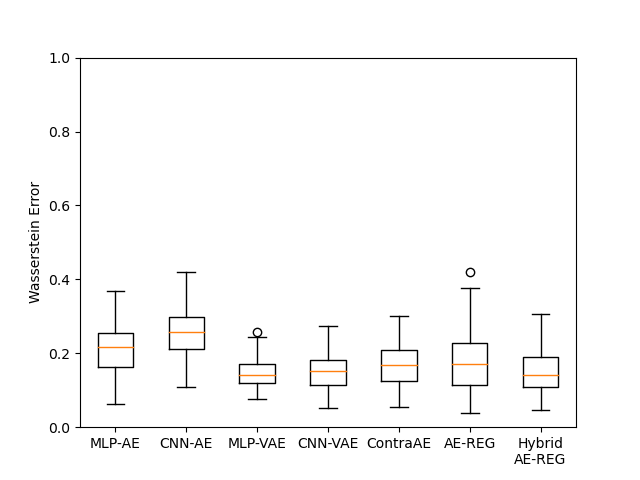 1.0
0.8
0.6
0.4
0.2
0.0
Wasserstein Error
MLP-AE
CNN-AE
MLP-VAE
CNN-VAE
ContraAE
AE-REG
Hybrid
AE-REG